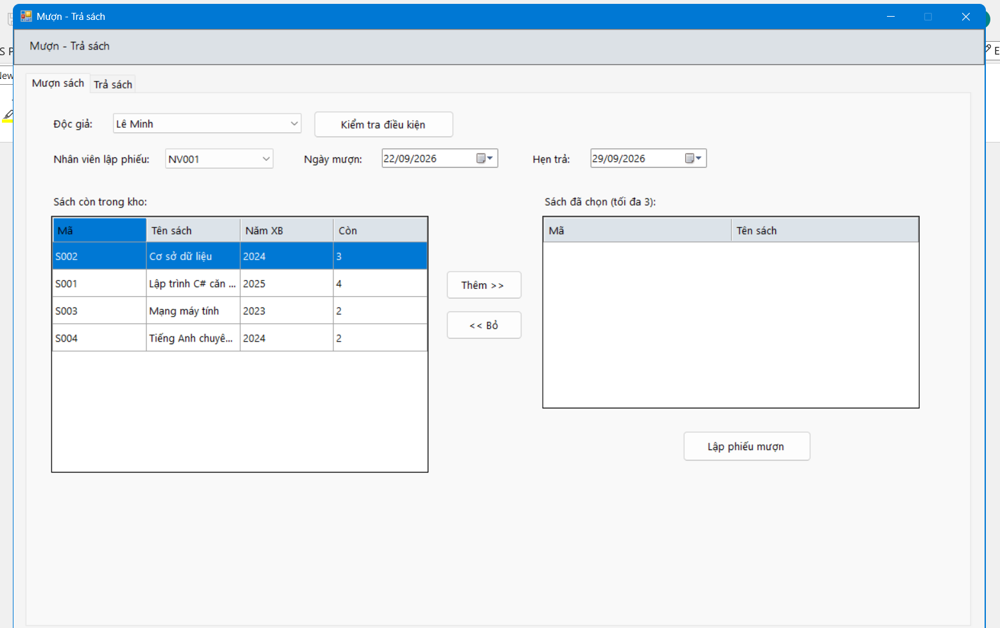 Mượn - Trả sách
Mượn - Trả sách
S P
E
New
Mượn sách Trả sách
Độc giả: Lê Minh Kiểm tra điều kiện
Nhân viên lập phiếu: NV001 Ngày mượn: 22/09/2026 Hẹn trả: 29/09/2026
Sách còn trong kho: Sách đã chọn (tối đa 3):
Mã Tên sách Năm XB Còn Mã Tên sách
S002 Cơ sở dữ liệu 2024 3
S001 Lập trình C# căn ... 2025 4
Thêm >>
S003 Mạng máy tính 2023 2
<< Bỏ
S004 Tiếng Anh chuyê... 2024 2
Lập phiếu mượn